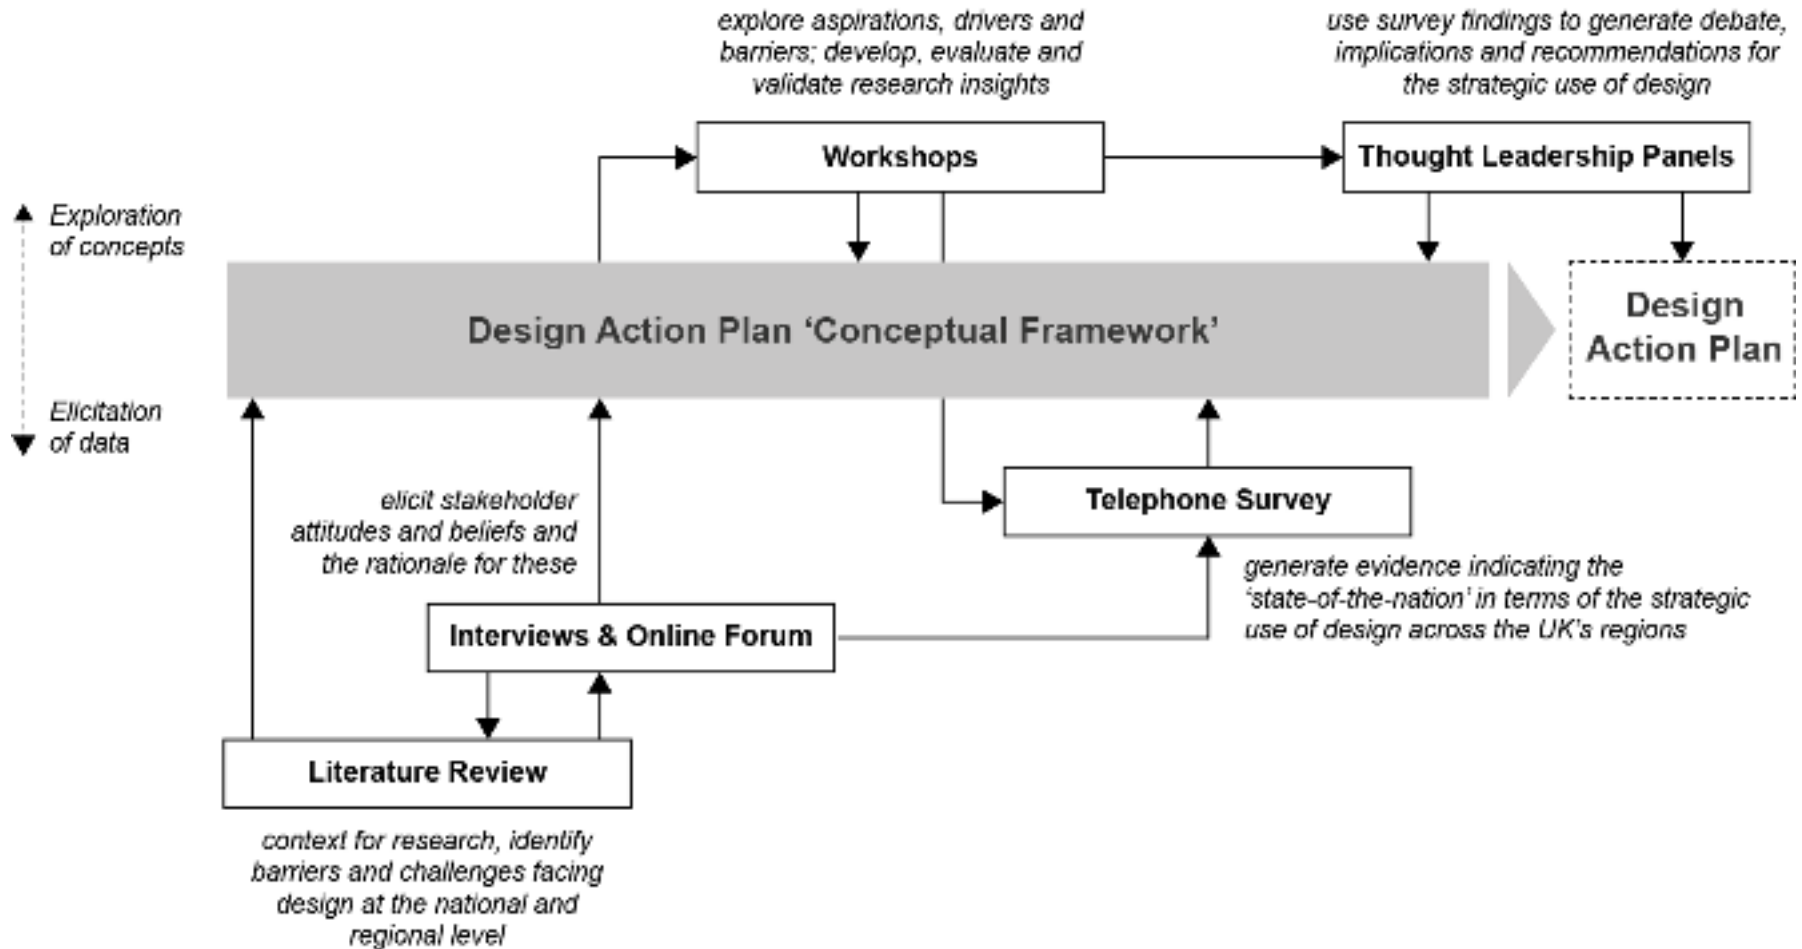 explore aspirations, drivers and
barriers; develop, evaluate and
validate research insights
use survey findings to generate debate,
implications and recommendations for
the strategic use of design
Workshops
Thought Leadership Panels
Exploration
of concepts
Design Action Plan ‘Conceptual Framework’
Design
Action Plan
Elicitation
of data
elicit stakeholder
attitudes and beliefs and
the rationale for these
Telephone Survey
generate evidence indicating the
‘state-of-the-nation’ in terms of the strategic
use of design across the UK’s regions
Interviews & Online Forum
Literature Review
context for research, identify
barriers and challenges facing
design at the national and
regional level